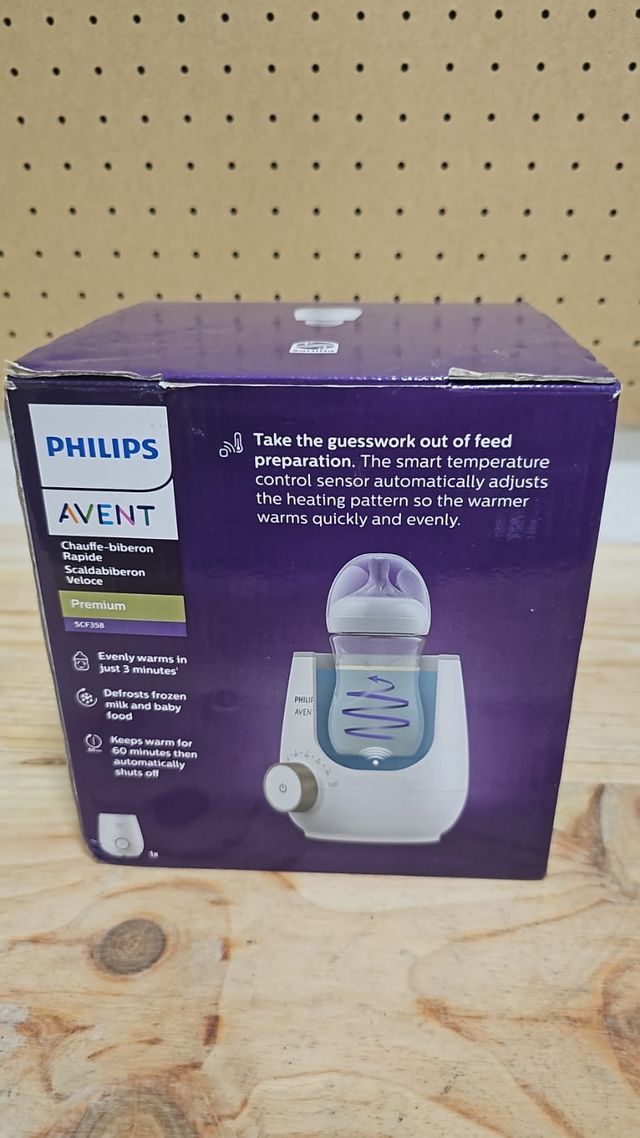 PHILIPS
AVENT
Chauffe-biberon
Rapide
Scaldabiberon
Veloce
Premium
SCF358
Evenly warms in
just 3 minutes¹
Defrosts frozen
milk and baby
food
Keeps warm for
60 minutes then
automatically
shuts off
1x
Take the guesswork out of feed
preparation. The smart temperature
control sensor automatically adjusts
the heating pattern so the warmer
warms quickly and evenly.
PHILIP
AVENT